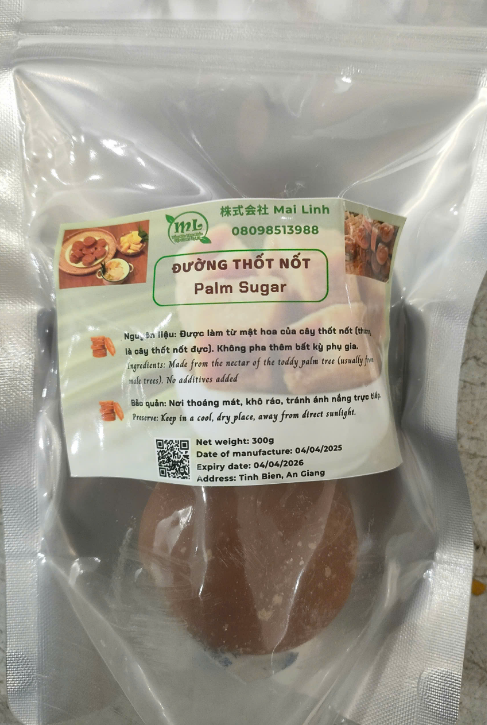 ML
株式会社 Mai Linh
08098513988
ĐƯỜNG THỐT NỐT
Palm Sugar
Nguyên liệu: Được làm từ mật hoa của cây thốt nốt (thường
là cây thốt nốt đực). Không pha thêm bất kỳ phụ gia.
Ingredients: Made from the nectar of the toddy palm tree (usually from
male trees). No additives added
Bảo quản: Nơi thoáng mát, khô ráo, tránh ánh nắng trực tiếp.
Preserve: Keep in a cool, dry place, away from direct sunlight.
Net weight: 300g
Date of manufacture: 04/04/2025
Expiry date: 04/04/2026
Address: Tinh Bien, An Giang